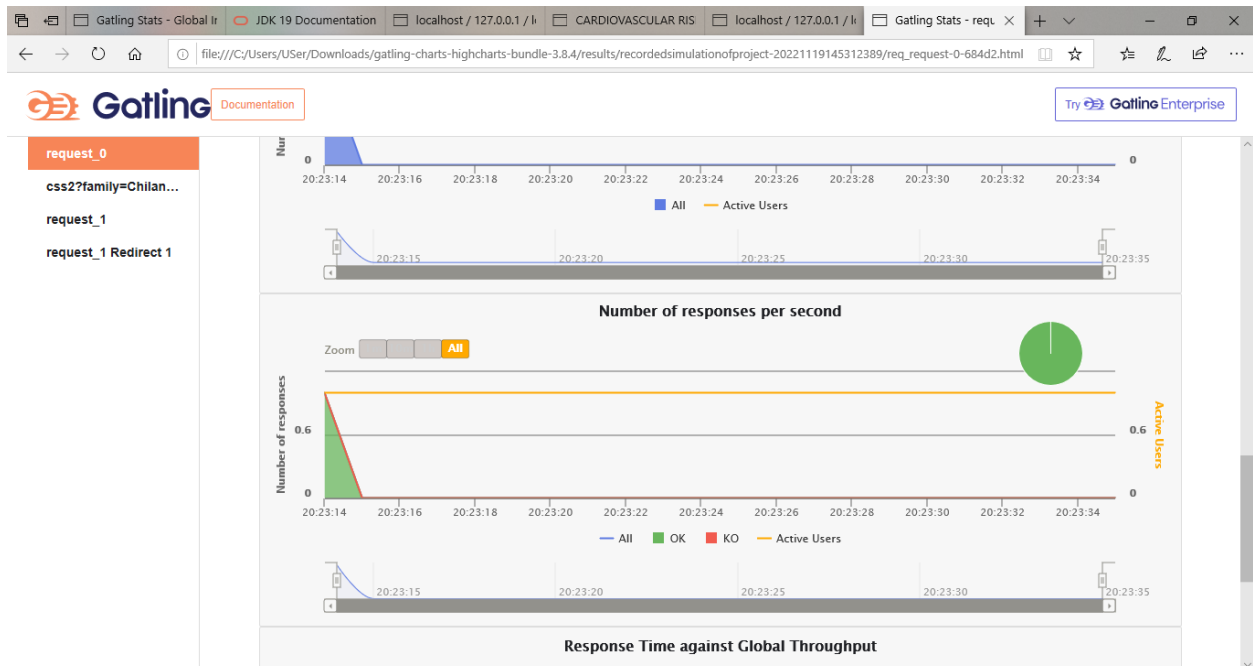 Gatling Stats - Global Ir
JDK 19 Documentation
localhost / 127.0.0.1 / l
CARDIOVASCULAR RIS
localhost / 127.0.0.1 / l
Gatling Stats - requ
file:///C:/Users/USer/Downloads/gatling-charts-highcharts-bundle-3.8.4/results/recordedsimulationofproject-20221119145312389/req_request-0-684d2.html
Gatling
Documentation
Try Gatling Enterprise
request_0
css2?family=Chilan...
request_1
request_1 Redirect 1
Nur
0
0
20:23:14 20:23:16 20:23:18 20:23:20 20:23:22 20:23:24 20:23:26 20:23:28 20:23:30 20:23:32 20:23:34
All Active Users
20:23:15 20:23:20 20:23:25 20:23:30 20:23:35
Number of responses per second
Zoom All
Number of responses
0.6
0
0.6
0
Active Users
20:23:14 20:23:16 20:23:18 20:23:20 20:23:22 20:23:24 20:23:26 20:23:28 20:23:30 20:23:32 20:23:34
All OK KO Active Users
20:23:15 20:23:20 20:23:25 20:23:30 20:23:35
Response Time against Global Throughput